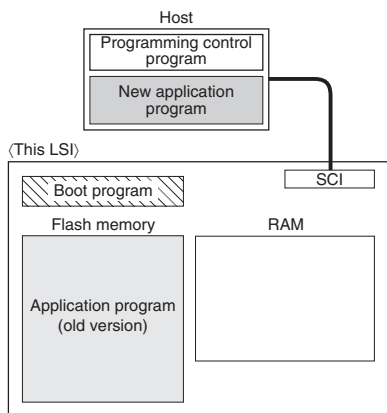 Host
Programming control
program
New application
program
〈This LSI〉
SCI
Boot program
Flash memory
RAM
Application program
(old version)